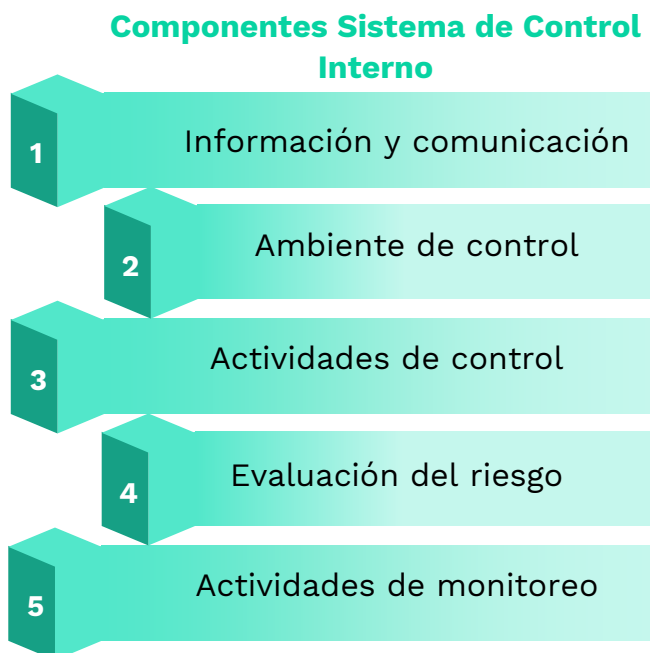 Componentes Sistema de Control
Interno
1
Información y comunicación
2
Ambiente de control
3
Actividades de control
4
Evaluación del riesgo
5
Actividades de monitoreo